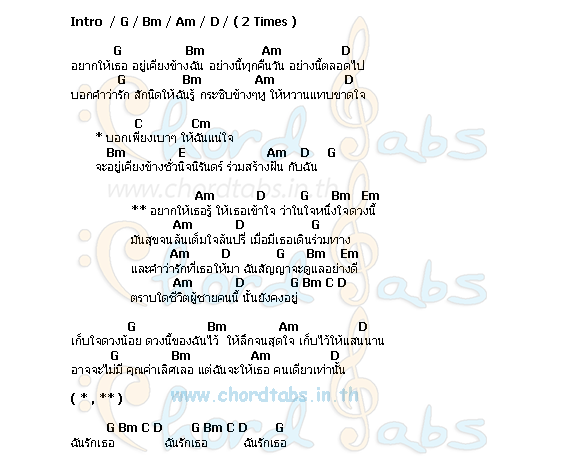 Intro / G / Bm / Am / D / ( 2 Times )
G Bm Am D
อยากให้เธอ อยู่เคียงข้างฉัน อย่างนี้ทุกคืนวัน อย่างนี้ตลอดไป
G Bm Am D
บอกคำว่ารัก สักนิดให้ฉันรู้ กระซิบข้างๆหู ให้หวานแทบขาดใจ
C Cm
* บอกเพียงเบาๆ ให้ฉันแน่ใจ
Bm E Am D G
จะอยู่เคียงข้างชั่วนิจนิรันดร์ ร่วมสร้างฝัน กับฉัน
www.chordtabs.in.th
Am D G Bm Em
** อยากให้เธอรู้ ให้เธอเข้าใจ ว่าในใจหนึ่งใจดวงนี้
Am D G
มันสุขจนล้นเต็มใจล้นปรี่ เมื่อมีเธอเดินร่วมทาง
Am D G Bm Em
และคำว่ารักที่เธอให้มา ฉันสัญญาจะดูแลอย่างดี
Am D G Bm C D
ตราบใดชีวิตผู้ชายคนนี้ นั้นยังคงอยู่
G Bm Am D
เก็บใจดวงน้อย ดวงนี้ของฉันไว้ ให้ลึกจนสุดใจ เก็บไว้ให้แสนนาน
G Bm Am D
อาจจะไม่มี คุณค่าเลิศเลอ แต่ฉันจะให้เธอ คนเดียวเท่านั้น
( * , ** )
www.chordtabs.in.th
G Bm C D G Bm C D G
ฉันรักเธอ ฉันรักเธอ ฉันรักเธอ
Chord Tabs
Chord Tabs